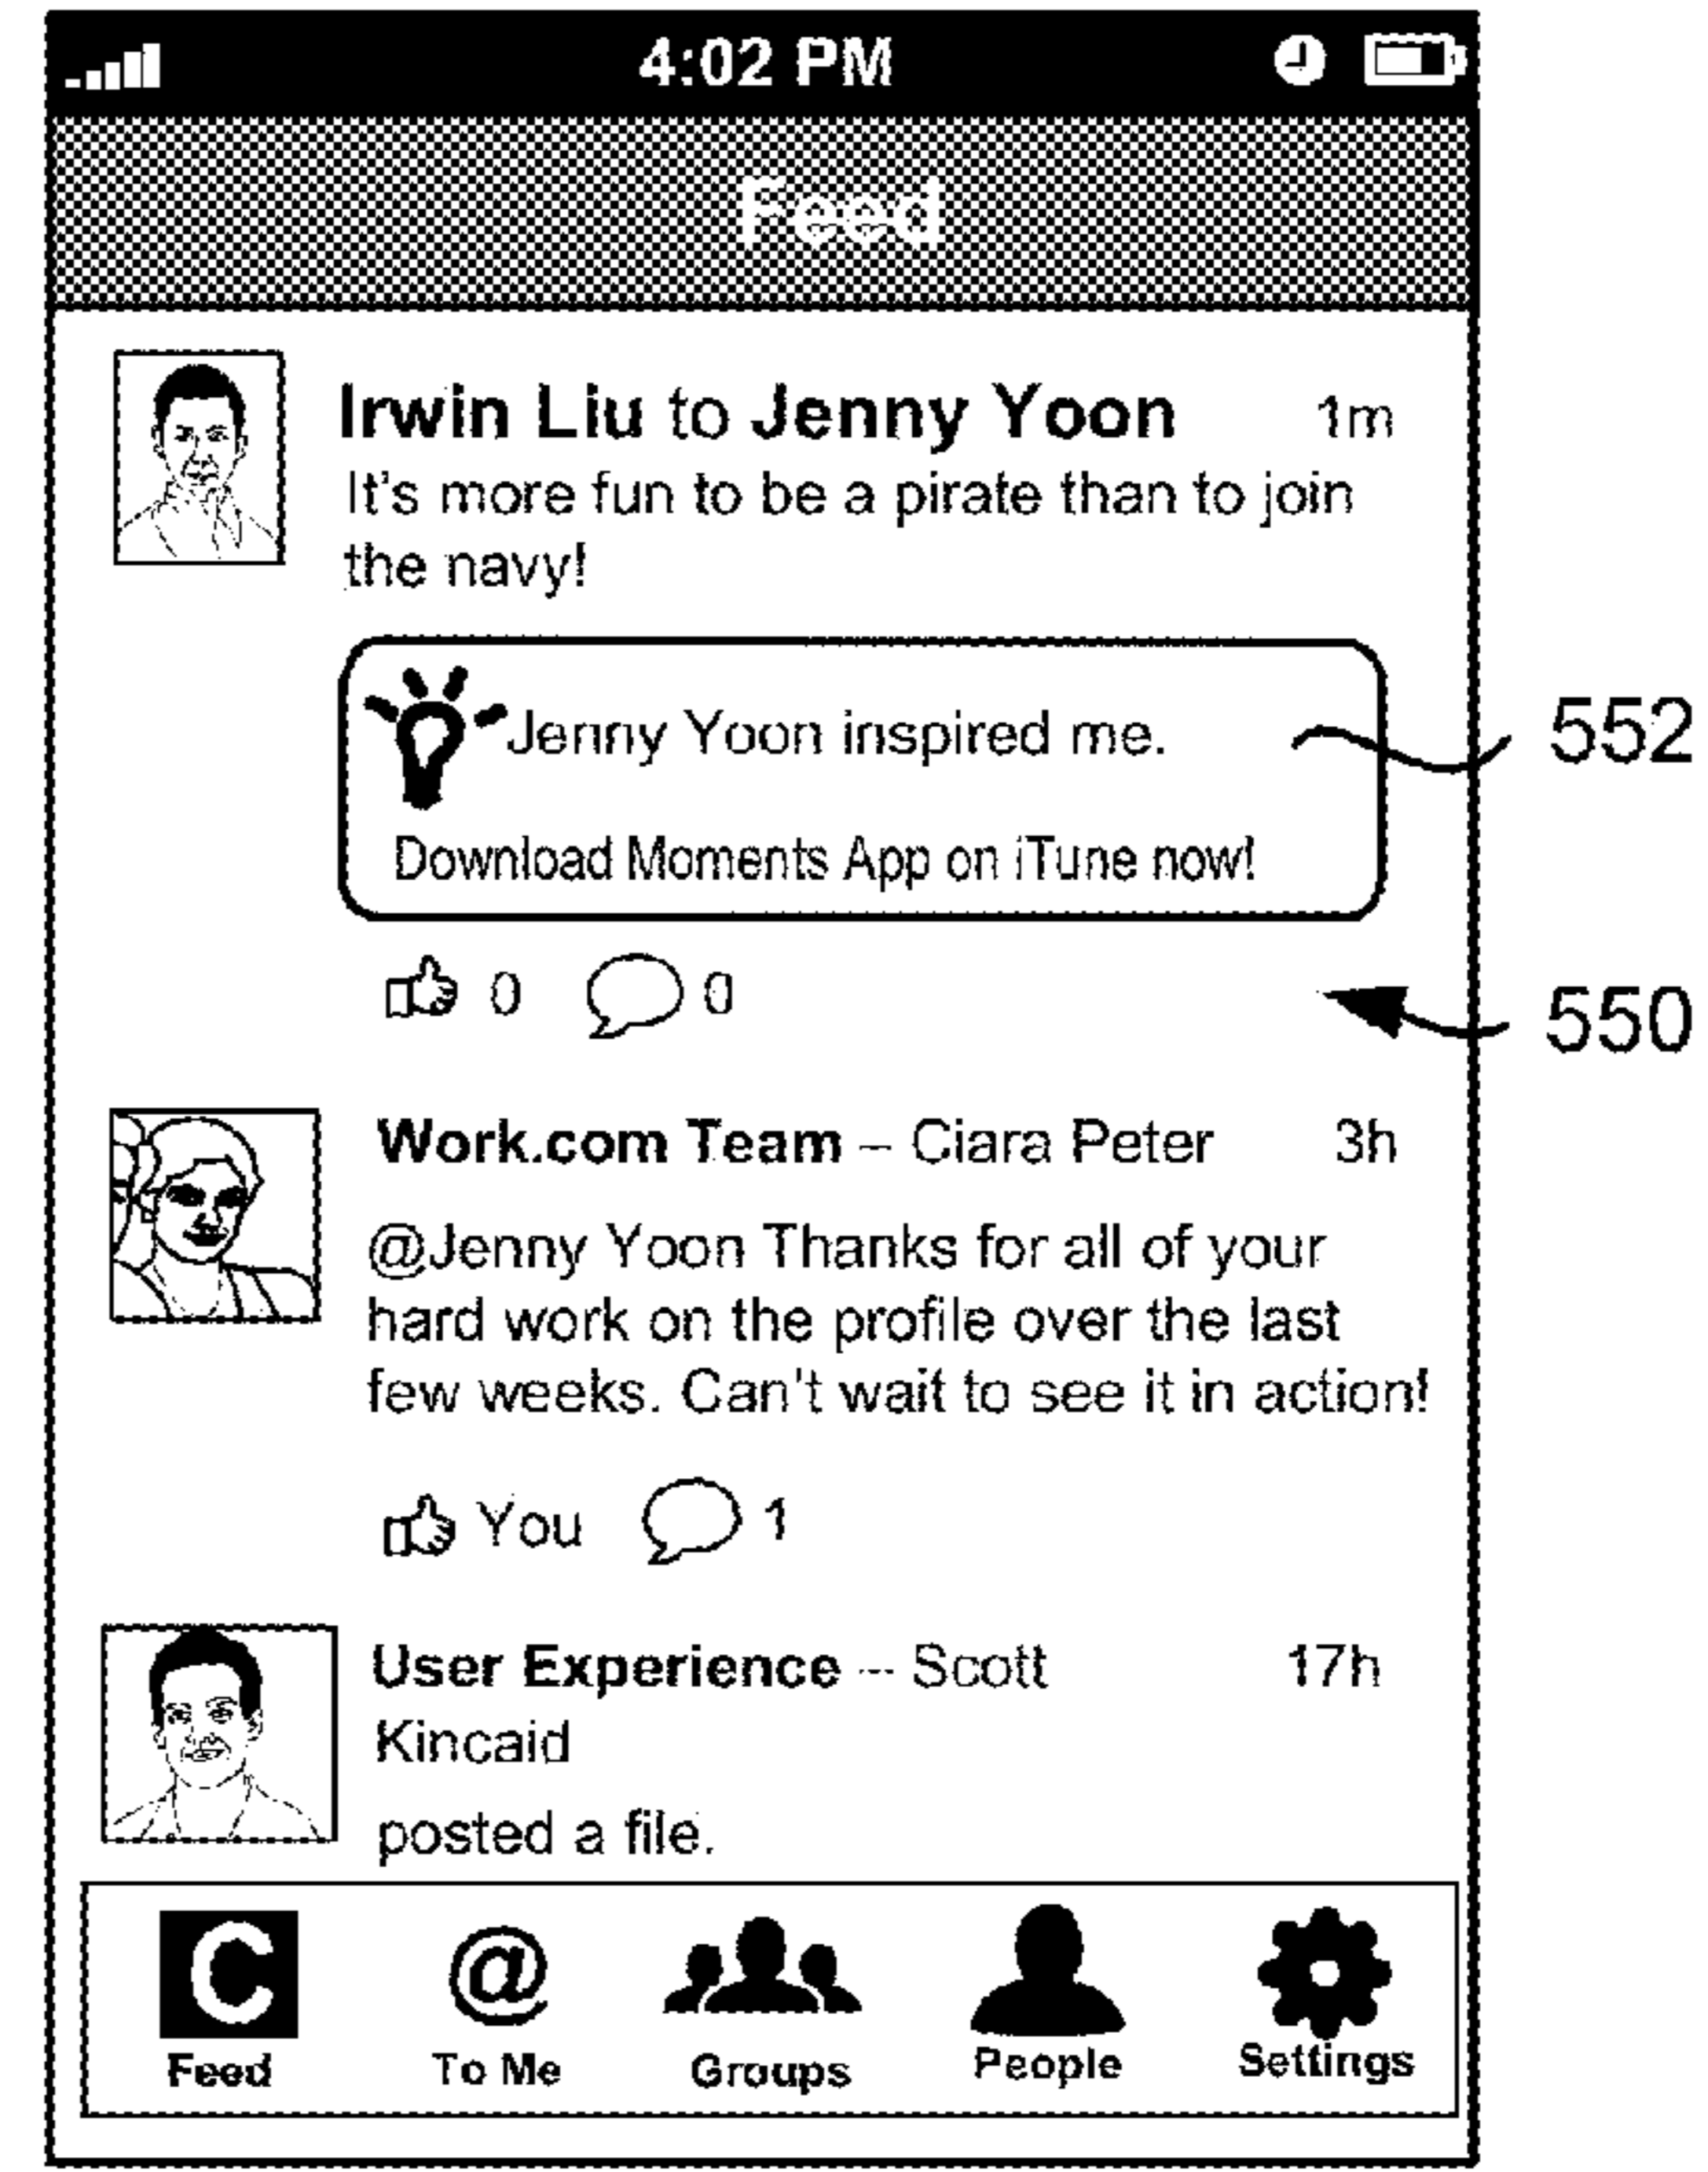 4:02 PM
Feed
Irwin Liu to Jenny Yoon 1m
It's more fun to be a pirate than to join
the navy!
Jenny Yoon inspired me.
552
Download Moments App on iTune now!
0 0
550
Work.com Team – Ciara Peter 3h
@Jenny Yoon Thanks for all of your
hard work on the profile over the last
few weeks. Can't wait to see it in action!
You 1
User Experience -- Scott 17h
Kincaid
posted a file.
C @
Feed To Me Groups People Settings